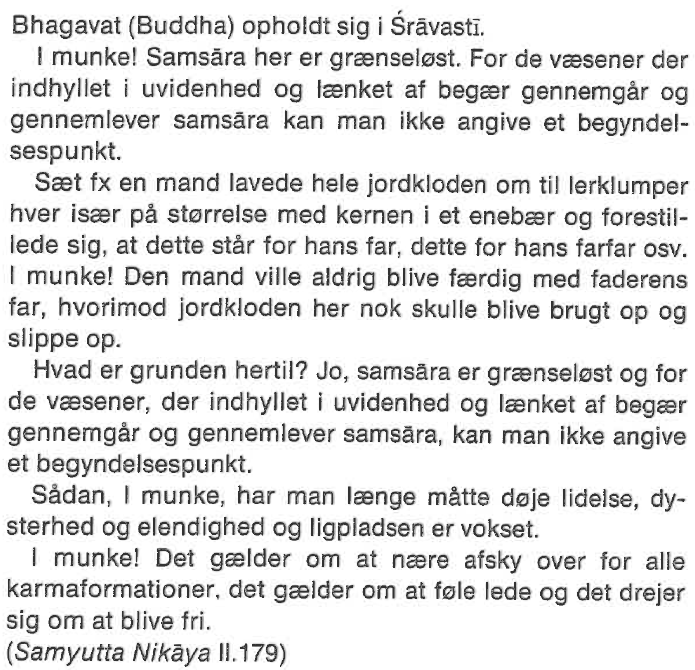 Bhagavat (Buddha) opholdt sig i Śrāvastī.
I munke! Samsāra her er grænseløst. For de væsener der
indhyllet i uvidenhed og lænket af begær gennemgår og
gennemlever samsāra kan man ikke angive et begyndel-
sespunkt.
Sæt fx en mand lavede hele jordkloden om til lerklumper
hver især på størrelse med kernen i et enebær og forestil-
lede sig, at dette står for hans far, dette for hans farfar osv.
I munke! Den mand ville aldrig blive færdig med faderens
far, hvorimod jordkloden her nok skulle blive brugt op og
slippe op.
Hvad er grunden hertil? Jo, samsāra er grænseløst og for
de væsener, der indhyllet i uvidenhed og lænket af begær
gennemgår og gennemlever samsāra, kan man ikke angive
et begyndelsespunkt.
Sådan, I munke, har man længe måtte døje lidelse, dy-
sterhed og elendighed og ligpladsen er vokset.
I munke! Det gælder om at nære afsky over for alle
karmaformationer, det gælder om at føle lede og det drejer
sig om at blive fri.
(Samyutta Nikāya II.179)